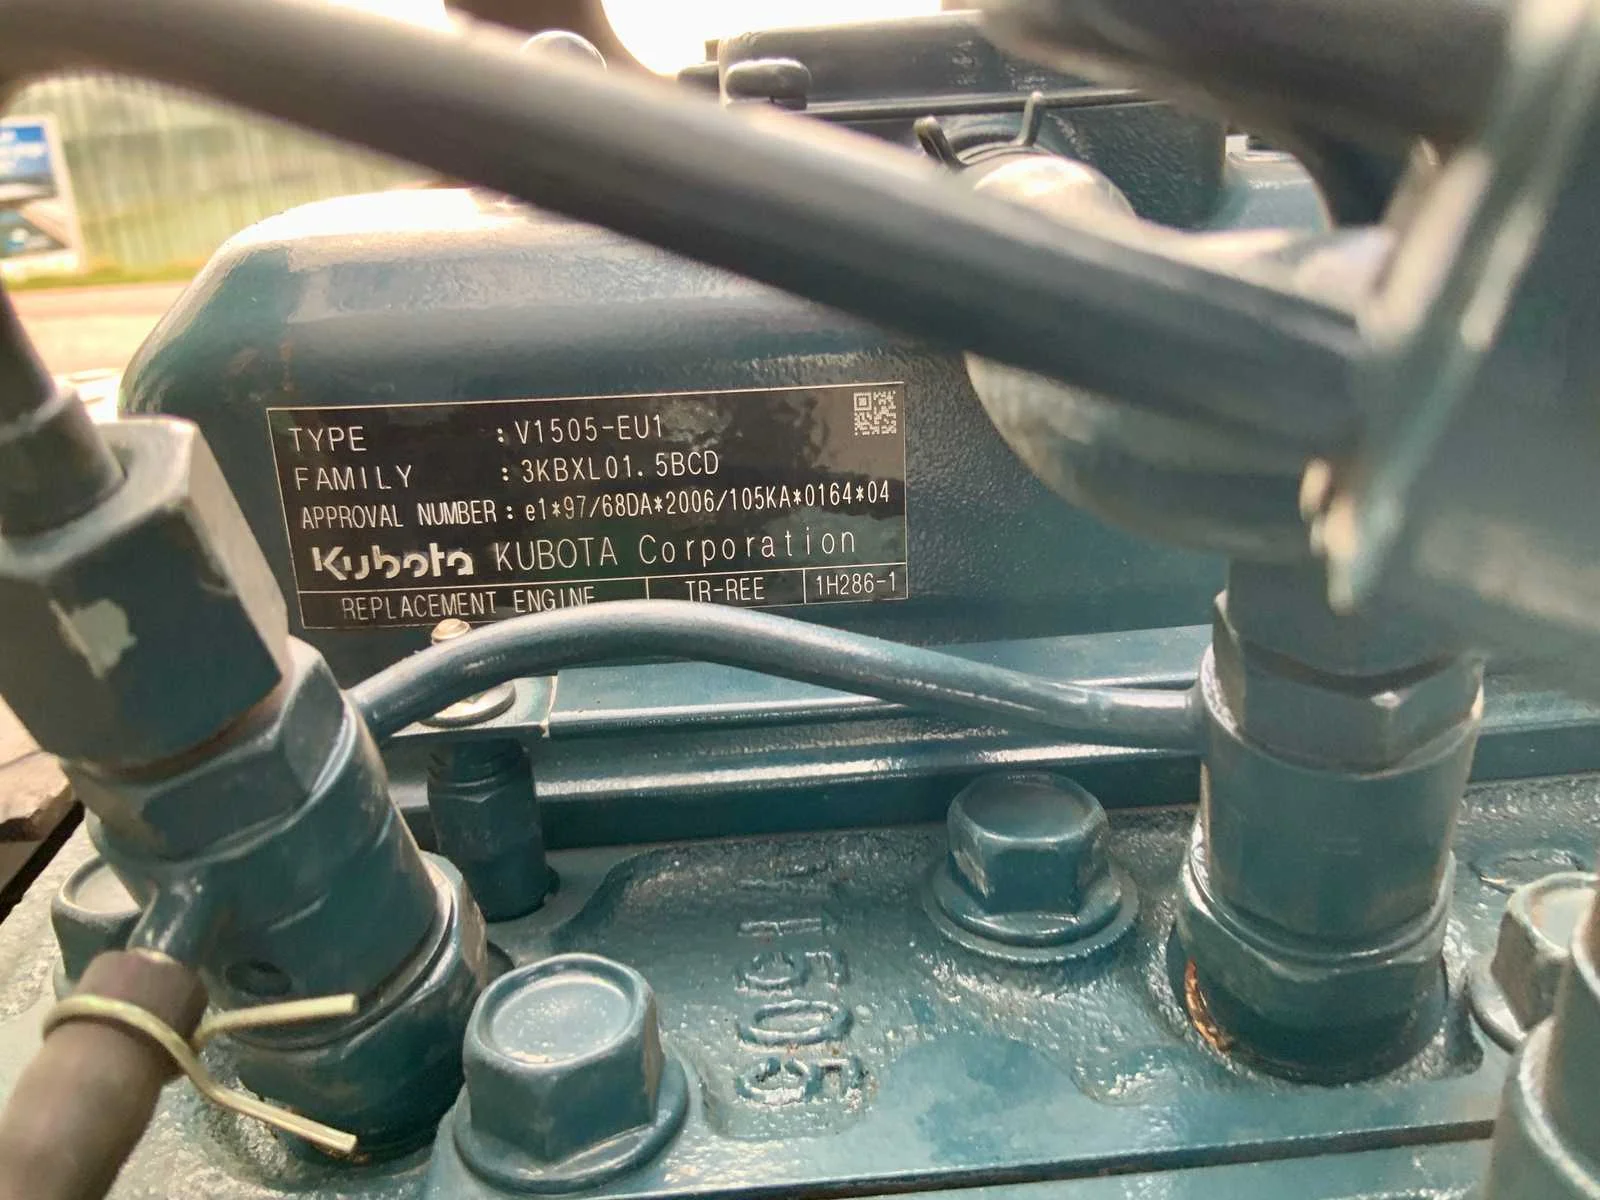 TYPE : V1505-EU1
FAMILY : 3KBXL01.5BCD
APPROVAL NUMBER : e1*97/68DA*2006/105KA*0164*04
Kubota KUBOTA Corporation
REPLACEMENT ENGINE TR-REE 1H286-1
1505